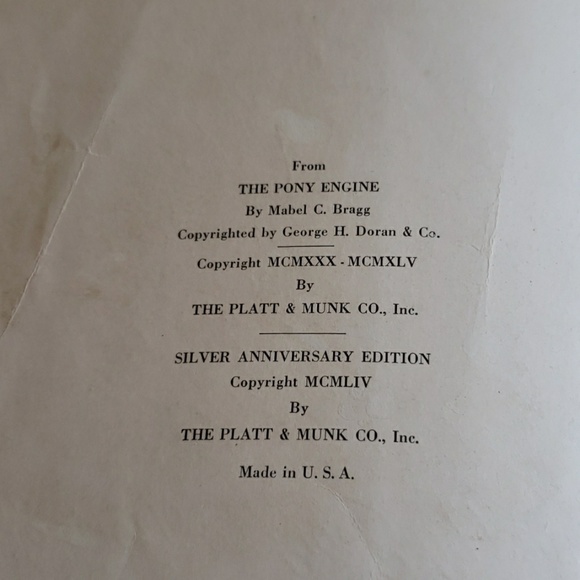 From
THE PONY ENGINE
By Mabel C. Bragg
Copyrighted by George H. Doran & Co.
Copyright MCMXXX - MCMXLV
By
THE PLATT & MUNK CO., Inc.
SILVER ANNIVERSARY EDITION
Copyright MCMLIV
By
THE PLATT & MUNK CO., Inc.
Made in U. S. A.